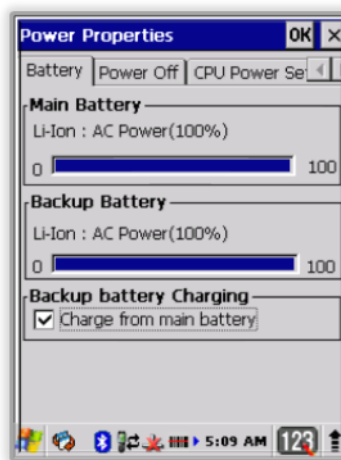 Power Properties OK ×
Battery Power Off CPU Power Set
Main Battery
Li-Ion : AC Power(100%)
0 100
Backup Battery
Li-Ion : AC Power(100%)
0 100
Backup battery Charging
Charge from main battery
5:09 AM 123